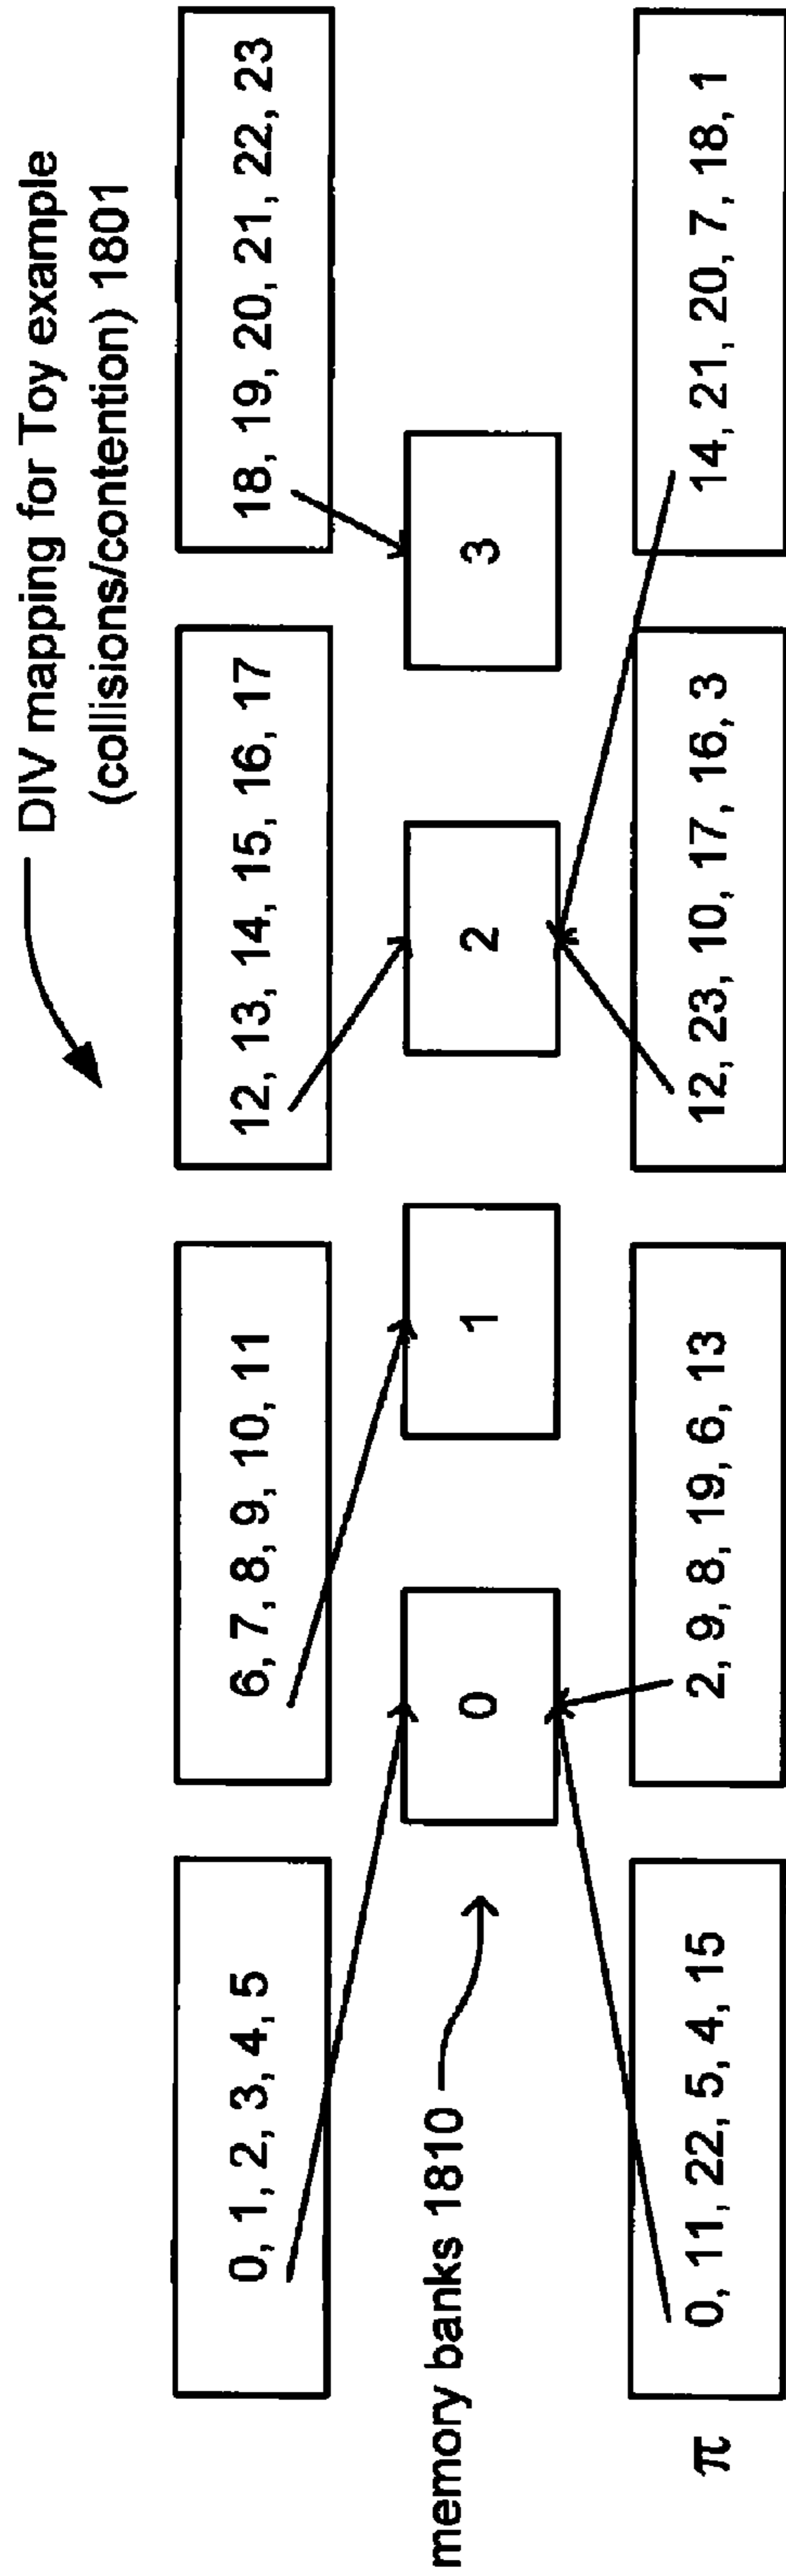 DIV mapping for Toy example
(collisions/contention) 1801
0, 1, 2, 3, 4, 5
6, 7, 8, 9, 10, 11
12, 13, 14, 15, 16, 17
18, 19, 20, 21, 22, 23
memory banks 1810
0
1
2
3
π
0, 11, 22, 5, 4, 15
2, 9, 8, 19, 6, 13
12, 23, 10, 17, 16, 3
14, 21, 20, 7, 18, 1